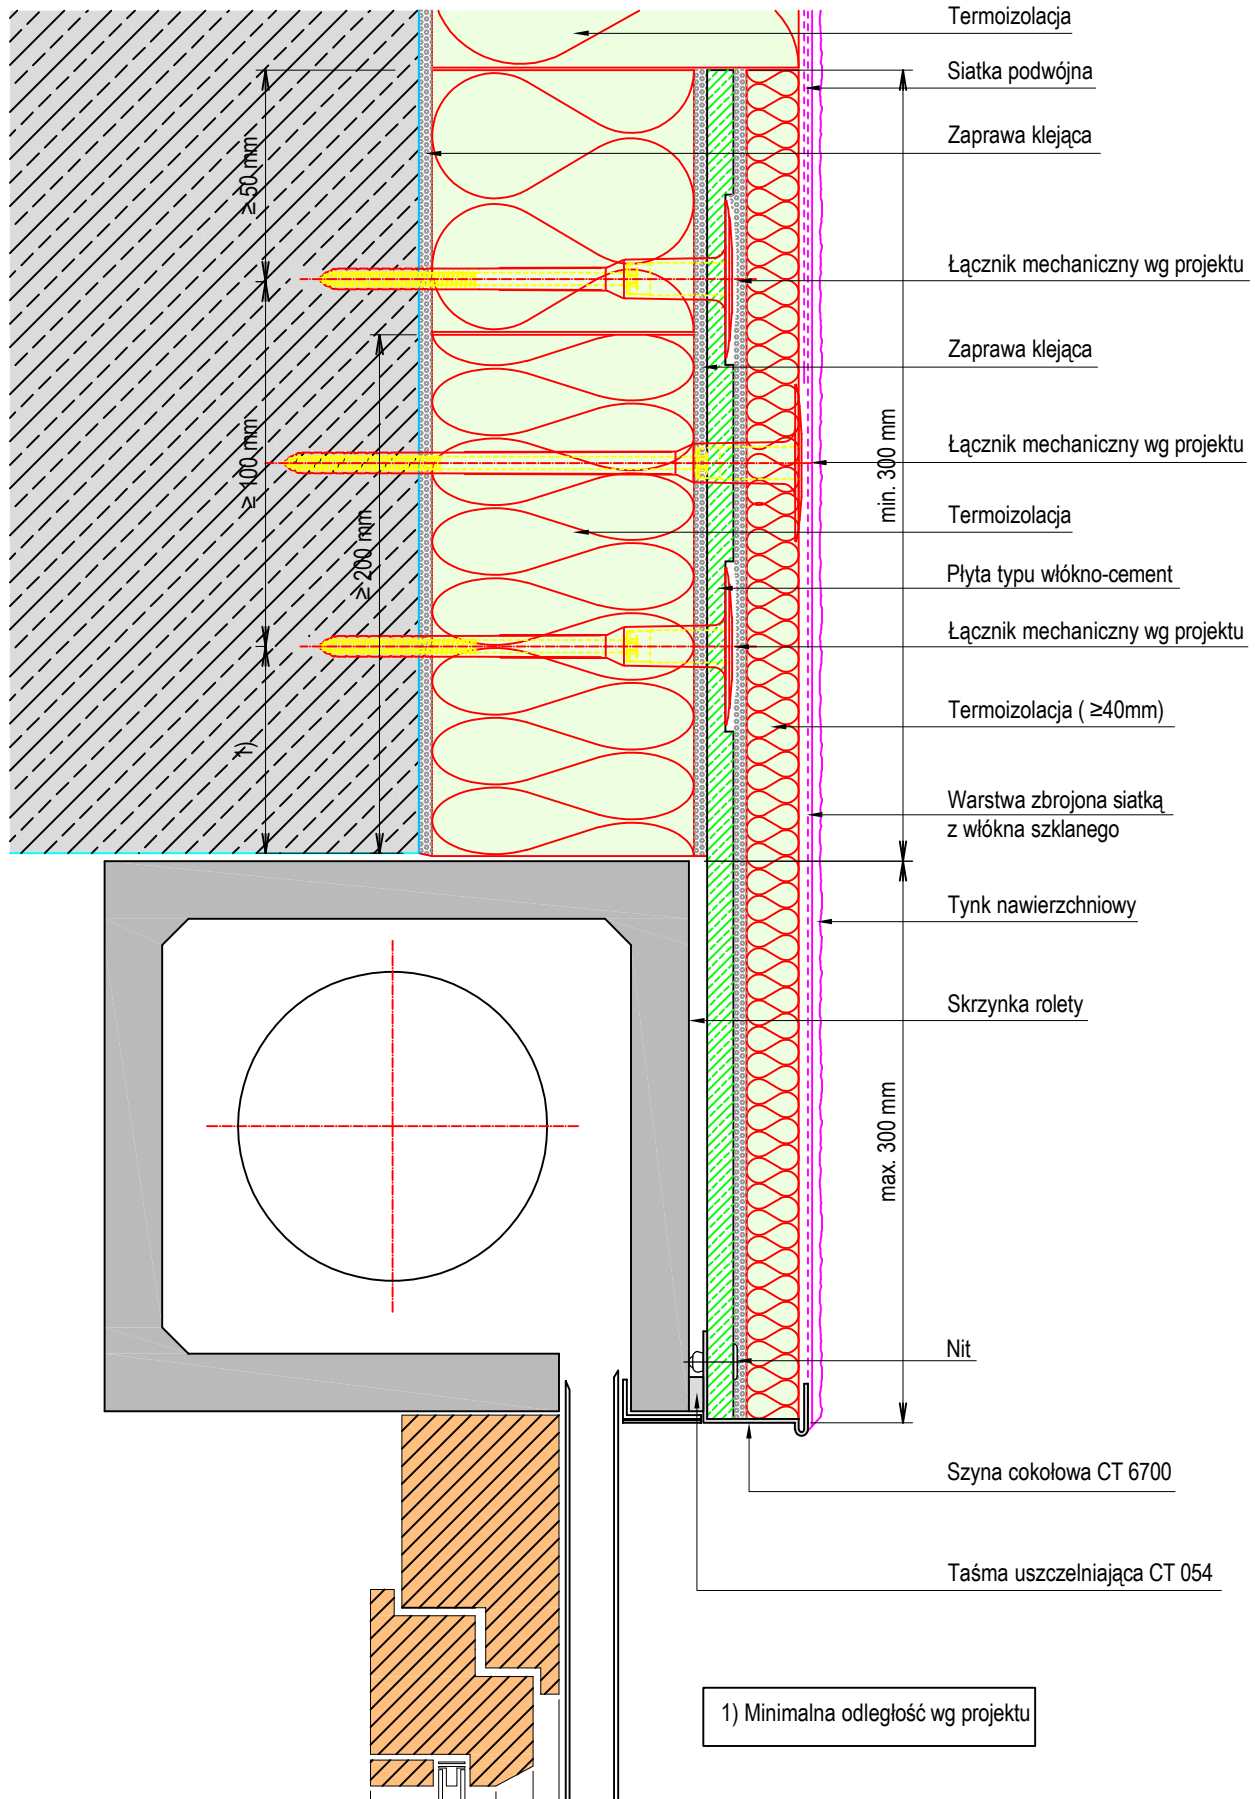 Termoizolacja
Siatka podwójna
Zaprawa klejąca
≥ 50 mm
Łącznik mechaniczny wg projektu
Zaprawa klejąca
Łącznik mechaniczny wg projektu
≥ 100 mm
min. 300 mm
Termoizolacja
≥ 200 mm
Płyta typu włókno-cement
Łącznik mechaniczny wg projektu
Termoizolacja ( ≥40mm)
1)
Warstwa zbrojona siatką
z włókna szklanego
Tynk nawierzchniowy
Skrzynka rolety
max. 300 mm
Nit
Szyna cokołowa CT 6700
Taśma uszczelniająca CT 054
1) Minimalna odległość wg projektu